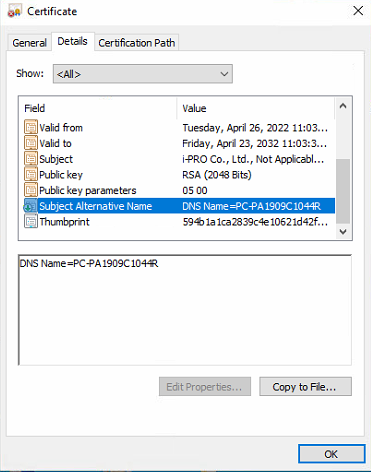 Certificate
General Details Certification Path
Show: <All>
Field Value
Valid from Tuesday, April 26, 2022 11:03...
Valid to Friday, April 23, 2032 11:03:3...
Subject i-PRO Co., Ltd., Not Applicabl...
Public key RSA (2048 Bits)
Public key parameters 05 00
Subject Alternative Name DNS Name=PC-PA1909C1044R
Thumbprint 594b1a1ca2839c4e10621d42f...
DNS Name=PC-PA1909C1044R
Edit Properties... Copy to File...
OK